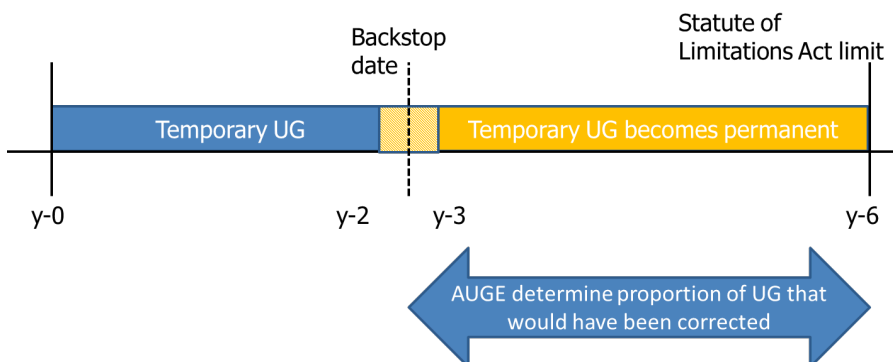 Backstop
date
Statute of
Limitations Act limit
Temporary UG
Temporary UG becomes permanent
y-0
y-2
y-3
y-6
AUGE determine proportion of UG that
would have been corrected